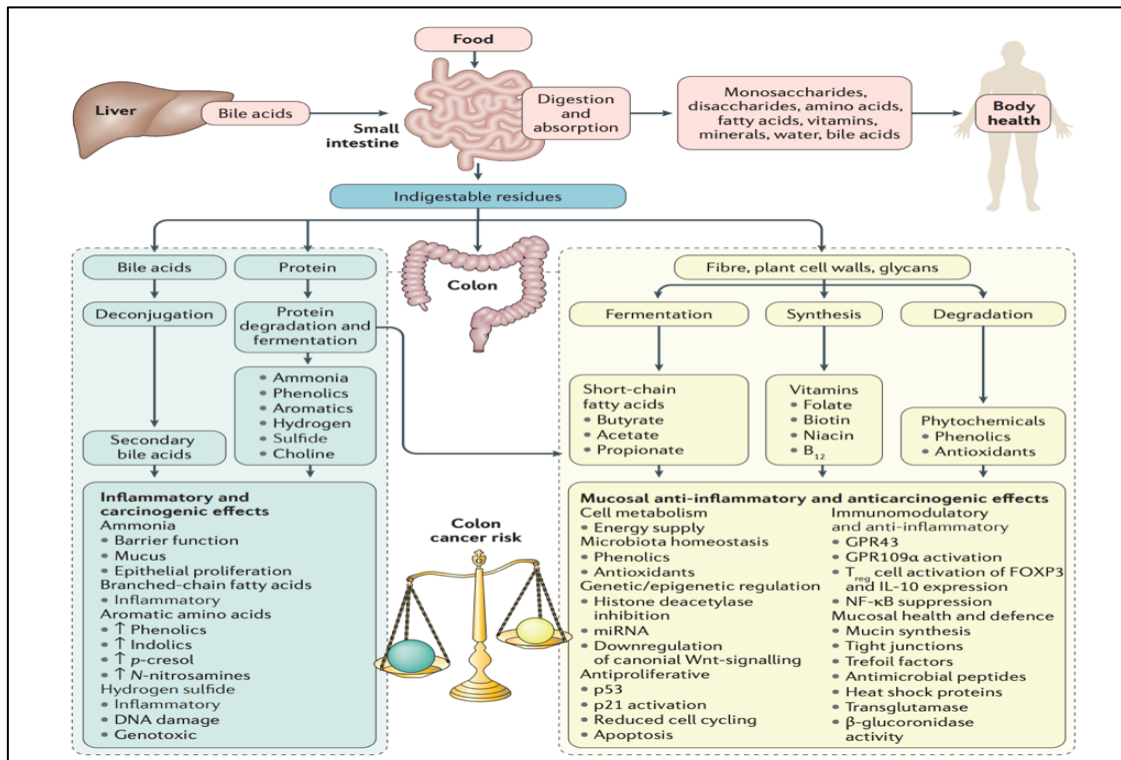 Food
Liver
Bile acids
Small
intestine
Digestion
and
absorption
Monosaccharides,
disaccharides, amino acids,
fatty acids, vitamins,
minerals, water, bile acids
Body
health
Indigestable residues
Bile acids
Protein
Colon
Fibre, plant cell walls, glycans
Deconjugation
Protein
degradation and
fermentation
Fermentation
Synthesis
Degradation
• Ammonia
• Phenolics
• Aromatics
• Hydrogen
• Sulfide
• Choline
Secondary
bile acids
Short-chain
fatty acids
• Butyrate
• Acetate
• Propionate
Vitamins
• Folate
• Biotin
• Niacin
• B₁₂
Phytochemicals
• Phenolics
• Antioxidants
Inflammatory and
carcinogenic effects
Ammonia
• Barrier function
• Mucus
• Epithelial proliferation
Branched-chain fatty acids
• Inflammatory
Aromatic amino acids
• ↑ Phenolics
• ↑ Indolics
• ↑ p-cresol
• ↑ N-nitrosamines
Hydrogen sulfide
• Inflammatory
• DNA damage
• Genotoxic
Colon
cancer risk
Mucosal anti-inflammatory and anticarcinogenic effects
Cell metabolism
• Energy supply
Microbiota homeostasis
• Phenolics
• Antioxidants
Genetic/epigenetic regulation
• Histone deacetylase
inhibition
• miRNA
• Downregulation
of canonial Wnt-signalling
Antiproliferative
• p53
• p21 activation
• Reduced cell cycling
• Apoptosis
Immunomodulatory
and anti-inflammatory
• GPR43
• GPR109α activation
• Treg cell activation of FOXP3
and IL-10 expression
• NF-κB suppression
Mucosal health and defence
• Mucin synthesis
• Tight junctions
• Trefoil factors
• Antimicrobial peptides
• Heat shock proteins
• Transglutamase
• β-glucoronidase
activity